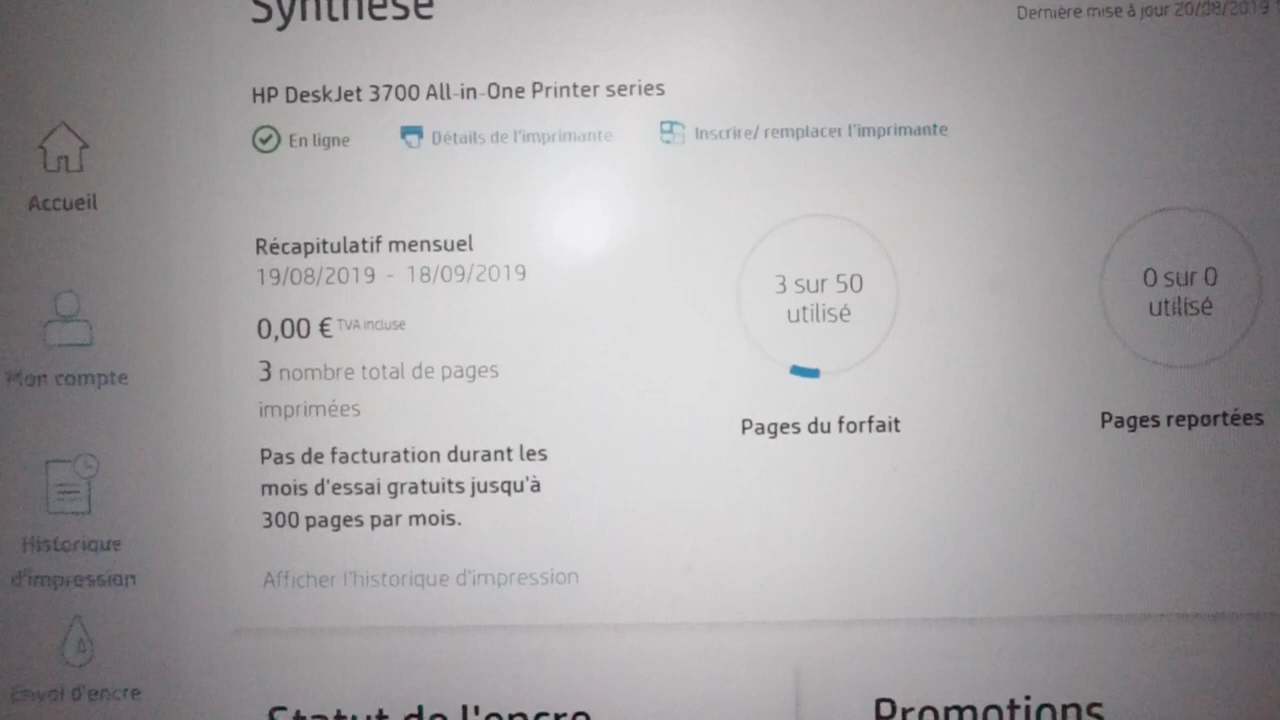 Synthèse
Dernière mise à jour 20/08/2019
HP DeskJet 3700 All-in-One Printer series
En ligne
Détails de l'imprimante
Inscrire/ remplacer l'imprimante
Accueil
Mon compte
Historique
d'impression
Envoi d'encre
Récapitulatif mensuel
19/08/2019 - 18/09/2019
0,00 € TVA incluse
3 nombre total de pages
imprimées
Pas de facturation durant les
mois d'essai gratuits jusqu'à
300 pages par mois.
Afficher l'historique d'impression
3 sur 50
utilisé
Pages du forfait
0 sur 0
utilisé
Pages reportées
Statut de l'encre
Promotions